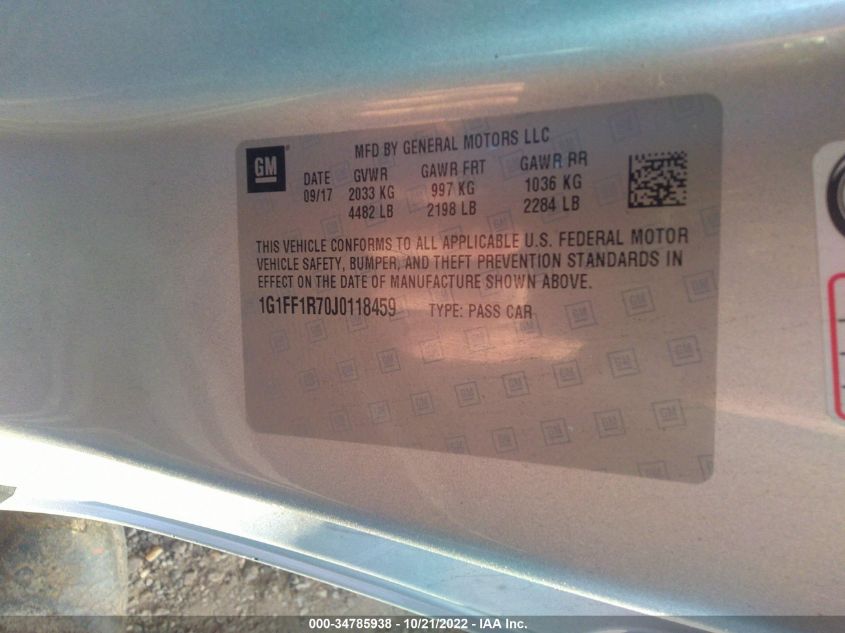 GM
MFD BY GENERAL MOTORS LLC
DATE GVWR GAWR FRT GAWR RR
09/17 2033 KG 997 KG 1036 KG
4482 LB 2198 LB 2284 LB
THIS VEHICLE CONFORMS TO ALL APPLICABLE U.S. FEDERAL MOTOR
VEHICLE SAFETY, BUMPER, AND THEFT PREVENTION STANDARDS IN
EFFECT ON THE DATE OF MANUFACTURE SHOWN ABOVE.
1G1FF1R70J0118459 TYPE: PASS CAR
000-34785938 - 10/21/2022 - IAA Inc.